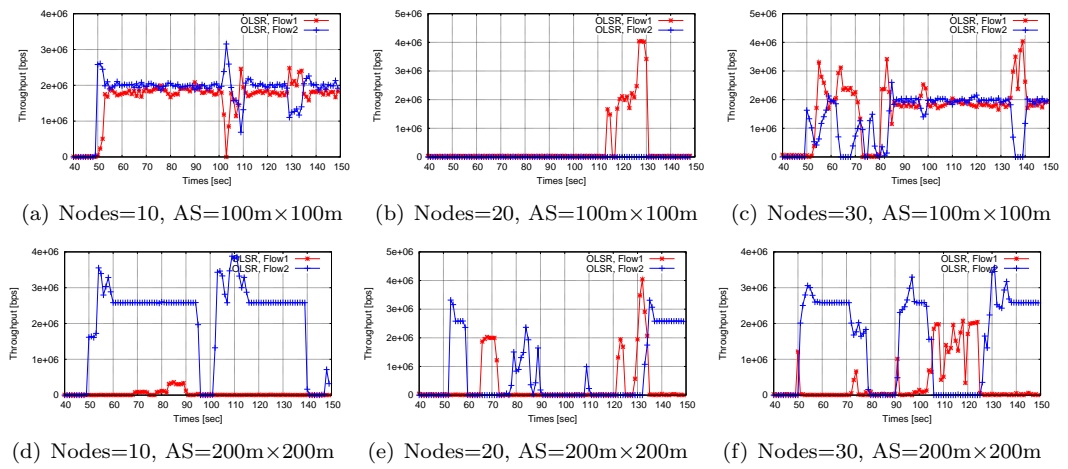 OLSR, Flow1
OLSR, Flow2
Throughput [bps]
4e+06
3e+06
2e+06
1e+06
0
40 50 60 70 80 90 100 110 120 130 140 150
Times [sec]
(a) Nodes=10, AS=100m×100m
OLSR, Flow1
OLSR, Flow2
Throughput [bps]
5e+06
4e+06
3e+06
2e+06
1e+06
0
40 50 60 70 80 90 100 110 120 130 140 150
Times [sec]
(b) Nodes=20, AS=100m×100m
OLSR, Flow1
OLSR, Flow2
Throughput [bps]
5e+06
4e+06
3e+06
2e+06
1e+06
0
40 50 60 70 80 90 100 110 120 130 140 150
Times [sec]
(c) Nodes=30, AS=100m×100m
OLSR, Flow1
OLSR, Flow2
Throughput [bps]
4e+06
3e+06
2e+06
1e+06
0
40 50 60 70 80 90 100 110 120 130 140 150
Times [sec]
(d) Nodes=10, AS=200m×200m
OLSR, Flow1
OLSR, Flow2
Throughput [bps]
5e+06
4e+06
3e+06
2e+06
1e+06
0
40 50 60 70 80 90 100 110 120 130 140 150
Times [sec]
(e) Nodes=20, AS=200m×200m
OLSR, Flow1
OLSR, Flow2
Throughput [bps]
4e+06
3e+06
2e+06
1e+06
0
40 50 60 70 80 90 100 110 120 130 140 150
Times [sec]
(f) Nodes=30, AS=200m×200m